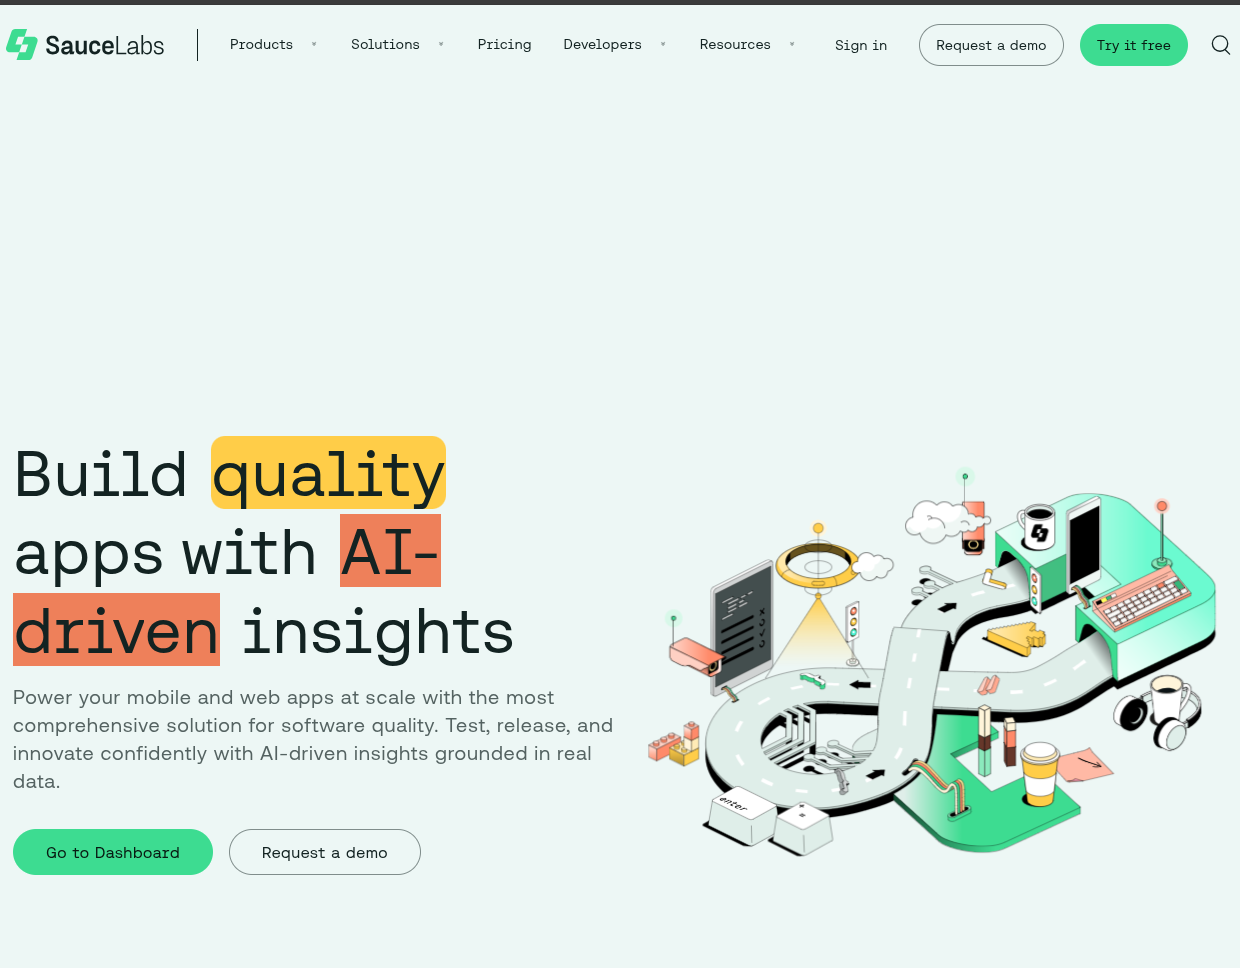 SauceLabs
Products
Solutions
Pricing
Developers
Resources
Sign in
Request a demo
Try it free
Build quality
apps with AI-
driven insights
Power your mobile and web apps at scale with the most
comprehensive solution for software quality. Test, release, and
innovate confidently with AI-driven insights grounded in real
data.
Go to Dashboard
Request a demo
enter
+
=